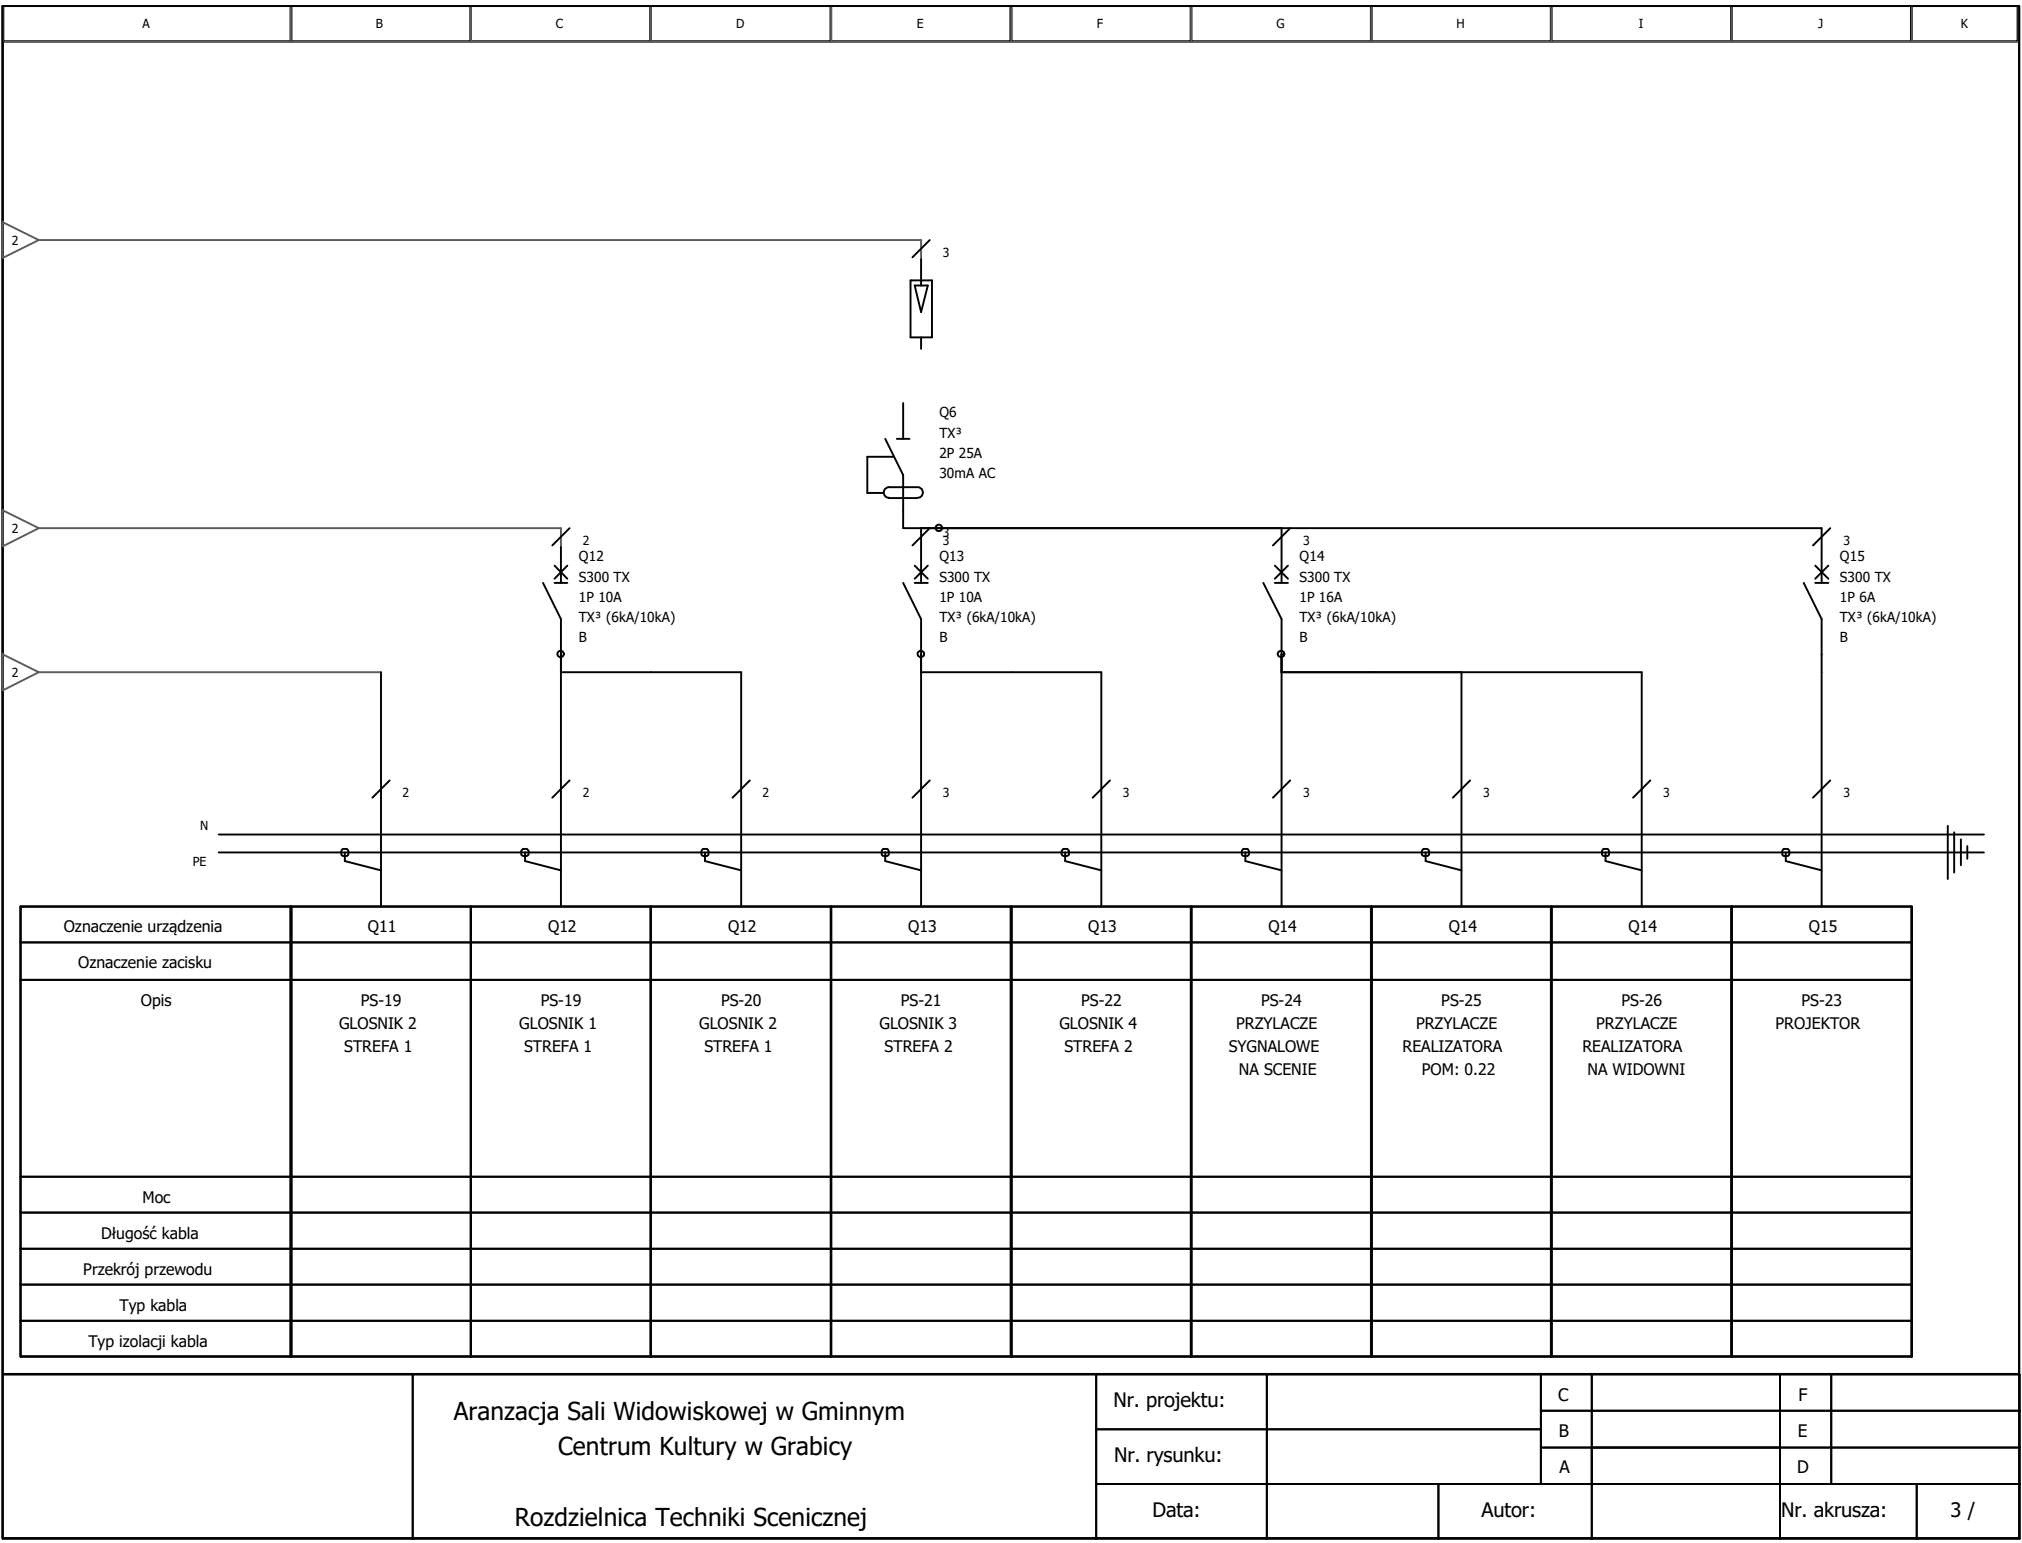 A B C D E F G H I J K
2
3
Q6
TX³
2P 25A
30mA AC
2
2
Q12
S300 TX
1P 10A
TX³ (6kA/10kA)
B
3
3
Q13
S300 TX
1P 10A
TX³ (6kA/10kA)
B
3
Q14
S300 TX
1P 16A
TX³ (6kA/10kA)
B
3
Q15
S300 TX
1P 6A
TX³ (6kA/10kA)
B
2
2 2 2 3 3 3 3 3 3
N
PE
Oznaczenie urządzenia Q11 Q12 Q12 Q13 Q13 Q14 Q14 Q14 Q15
Oznaczenie zacisku
Opis
PS-19
GLOSNIK 2
STREFA 1
PS-19
GLOSNIK 1
STREFA 1
PS-20
GLOSNIK 2
STREFA 1
PS-21
GLOSNIK 3
STREFA 2
PS-22
GLOSNIK 4
STREFA 2
PS-24
PRZYLACZE
SYGNALOWE
NA SCENIE
PS-25
PRZYLACZE
REALIZATORA
POM: 0.22
PS-26
PRZYLACZE
REALIZATORA
NA WIDOWNI
PS-23
PROJEKTOR
Moc
Długość kabla
Przekrój przewodu
Typ kabla
Typ izolacji kabla
Aranzacja Sali Widowiskowej w Gminnym
Centrum Kultury w Grabicy
Rozdzielnica Techniki Scenicznej
Nr. projektu:
Nr. rysunku:
Data:
Autor:
C F
B E
A D
Nr. akrusza: 3 /